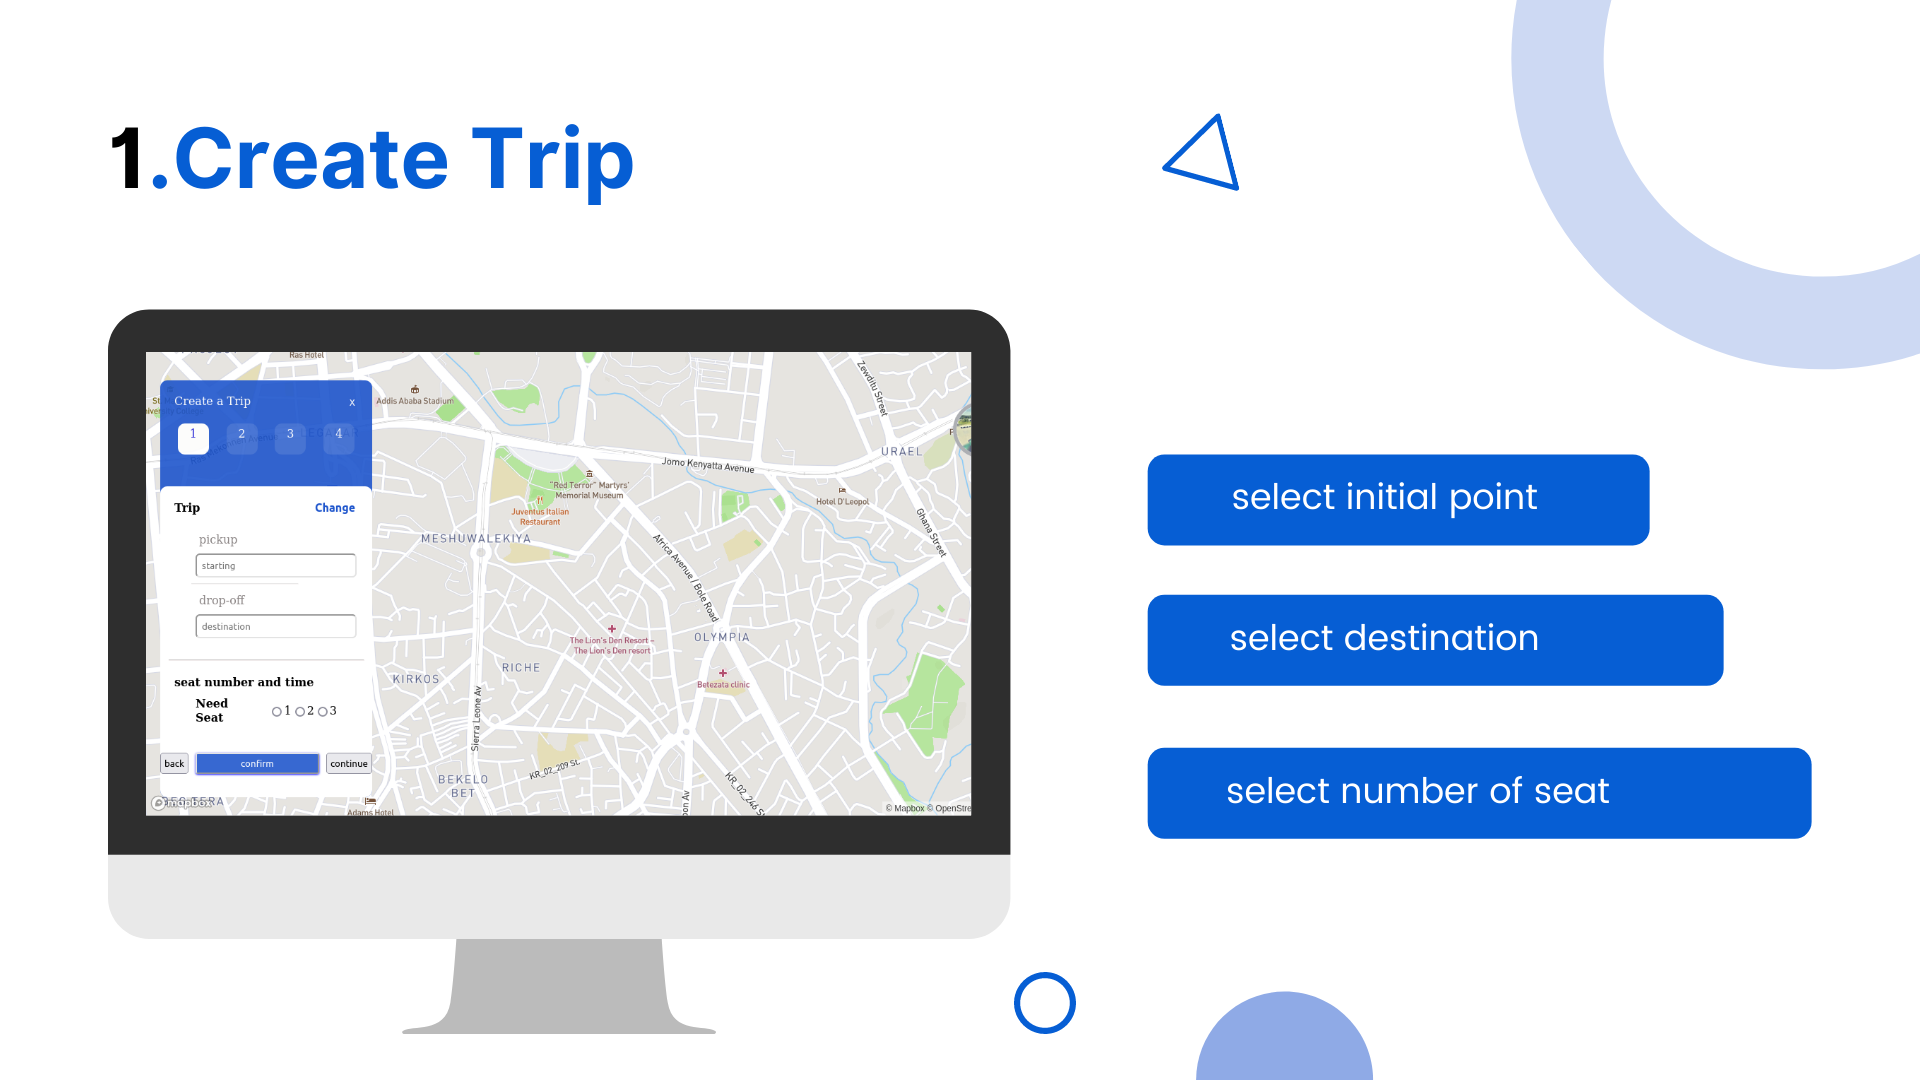 1.Create Trip
Ras Hotel
Addis Ababa Stadium
Zewditu Street
URAEL
Jomo Kenyatta Avenue
"Red Terror" Martyrs'
Memorial Museum
Hotel D'Leopol
Juventus Italian
Restaurant
Ghana Street
MESHUWALEKIYA
Africa Avenue / Bole Road
The Lion's Den Resort -
The Lion's Den resort
OLYMPIA
RICHE
KIRKOS
Betezata clinic
Sierra Leone Av
BEKELO
BET
KR_02_209 St.
KR_02_246 S
on Av
Adams Hotel
mapbox
© Mapbox © OpenStre
Create a Trip
x
1 2 3 4
Trip Change
pickup
starting
drop-off
destination
seat number and time
Need
Seat
1 2 3
back confirm continue
select initial point
select destination
select number of seat